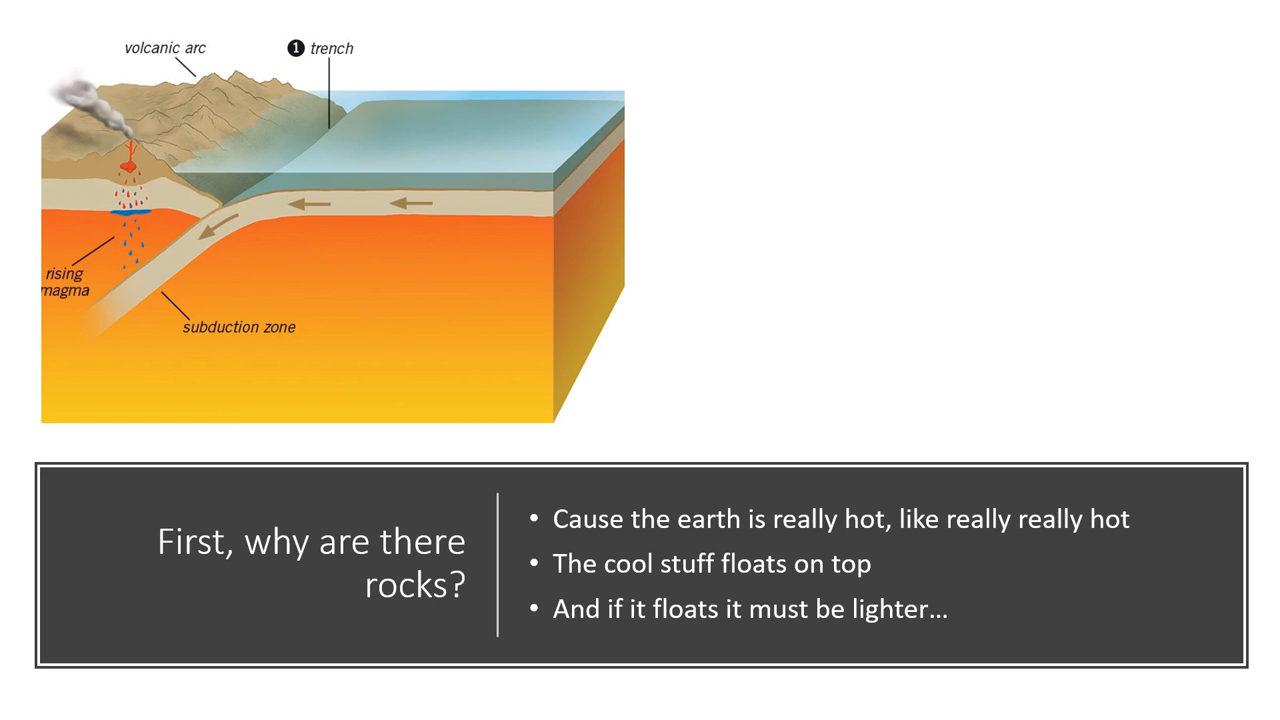 volcanic arc
1 trench
rising
magma
subduction zone
First, why are there
rocks?
• Cause the earth is really hot, like really really hot
• The cool stuff floats on top
• And if it floats it must be lighter…